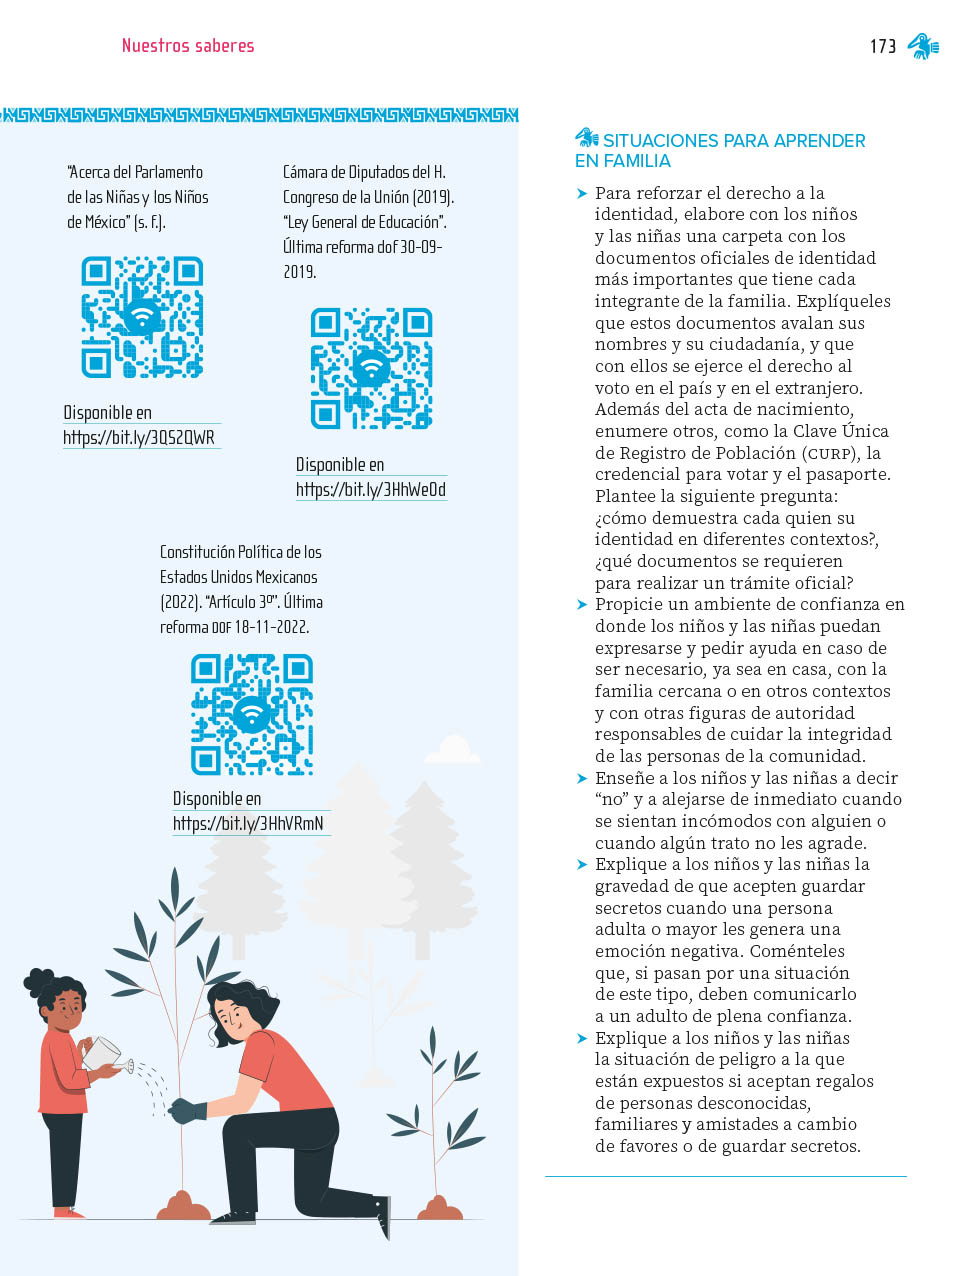 Nuestros saberes
173
“Acerca del Parlamento
de las Niñas y los Niños
de México” (s. f.).
Disponible en
https://bit.ly/3QS2QWR
Cámara de Diputados del H.
Congreso de la Unión (2019).
“Ley General de Educación”.
Última reforma dof 30-09-
2019.
Disponible en
https://bit.ly/3HhWeOd
Constitución Política de los
Estados Unidos Mexicanos
(2022). “Artículo 3º”. Última
reforma DOF 18-11-2022.
Disponible en
https://bit.ly/3HhVRmN
SITUACIONES PARA APRENDER
EN FAMILIA
➤ Para reforzar el derecho a la
identidad, elabore con los niños
y las niñas una carpeta con los
documentos oficiales de identidad
más importantes que tiene cada
integrante de la familia. Explíqueles
que estos documentos avalan sus
nombres y su ciudadanía, y que
con ellos se ejerce el derecho al
voto en el país y en el extranjero.
Además del acta de nacimiento,
enumere otros, como la Clave Única
de Registro de Población (CURP), la
credencial para votar y el pasaporte.
Plantee la siguiente pregunta:
¿cómo demuestra cada quien su
identidad en diferentes contextos?,
¿qué documentos se requieren
para realizar un trámite oficial?
➤ Propicie un ambiente de confianza en
donde los niños y las niñas puedan
expresarse y pedir ayuda en caso de
ser necesario, ya sea en casa, con la
familia cercana o en otros contextos
y con otras figuras de autoridad
responsables de cuidar la integridad
de las personas de la comunidad.
➤ Enseñe a los niños y las niñas a decir
“no” y a alejarse de inmediato cuando
se sientan incómodos con alguien o
cuando algún trato no les agrade.
➤ Explique a los niños y las niñas la
gravedad de que acepten guardar
secretos cuando una persona
adulta o mayor les genera una
emoción negativa. Coménteles
que, si pasan por una situación
de este tipo, deben comunicarlo
a un adulto de plena confianza.
➤ Explique a los niños y las niñas
la situación de peligro a la que
están expuestos si aceptan regalos
de personas desconocidas,
familiares y amistades a cambio
de favores o de guardar secretos.